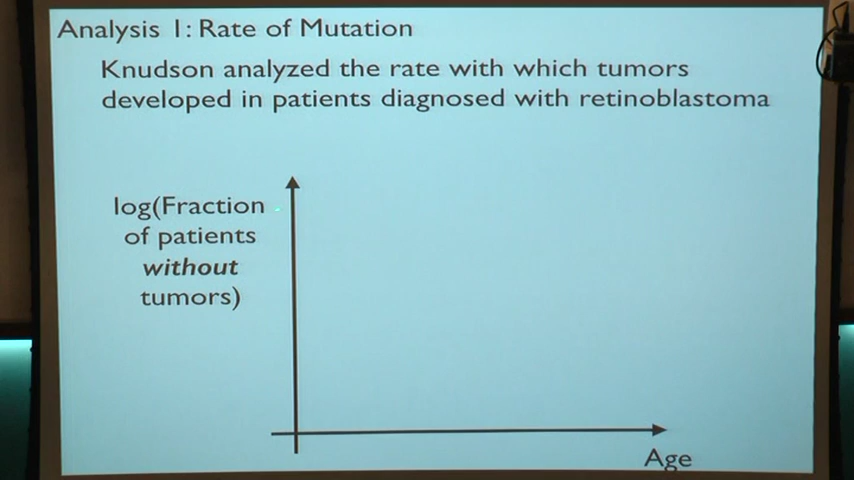 Analysis 1: Rate of Mutation
Knudson analyzed the rate with which tumors
developed in patients diagnosed with retinoblastoma
log(Fraction
of patients
without
tumors)
Age